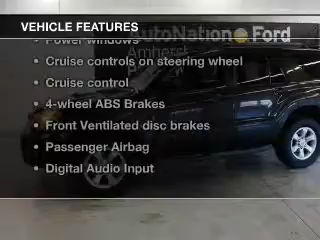 VEHICLE FEATURES
AutoNation Ford
Amherst
• Power windows
• Cruise controls on steering wheel
• Cruise control
• 4-wheel ABS Brakes
• Front Ventilated disc brakes
• Passenger Airbag
• Digital Audio Input